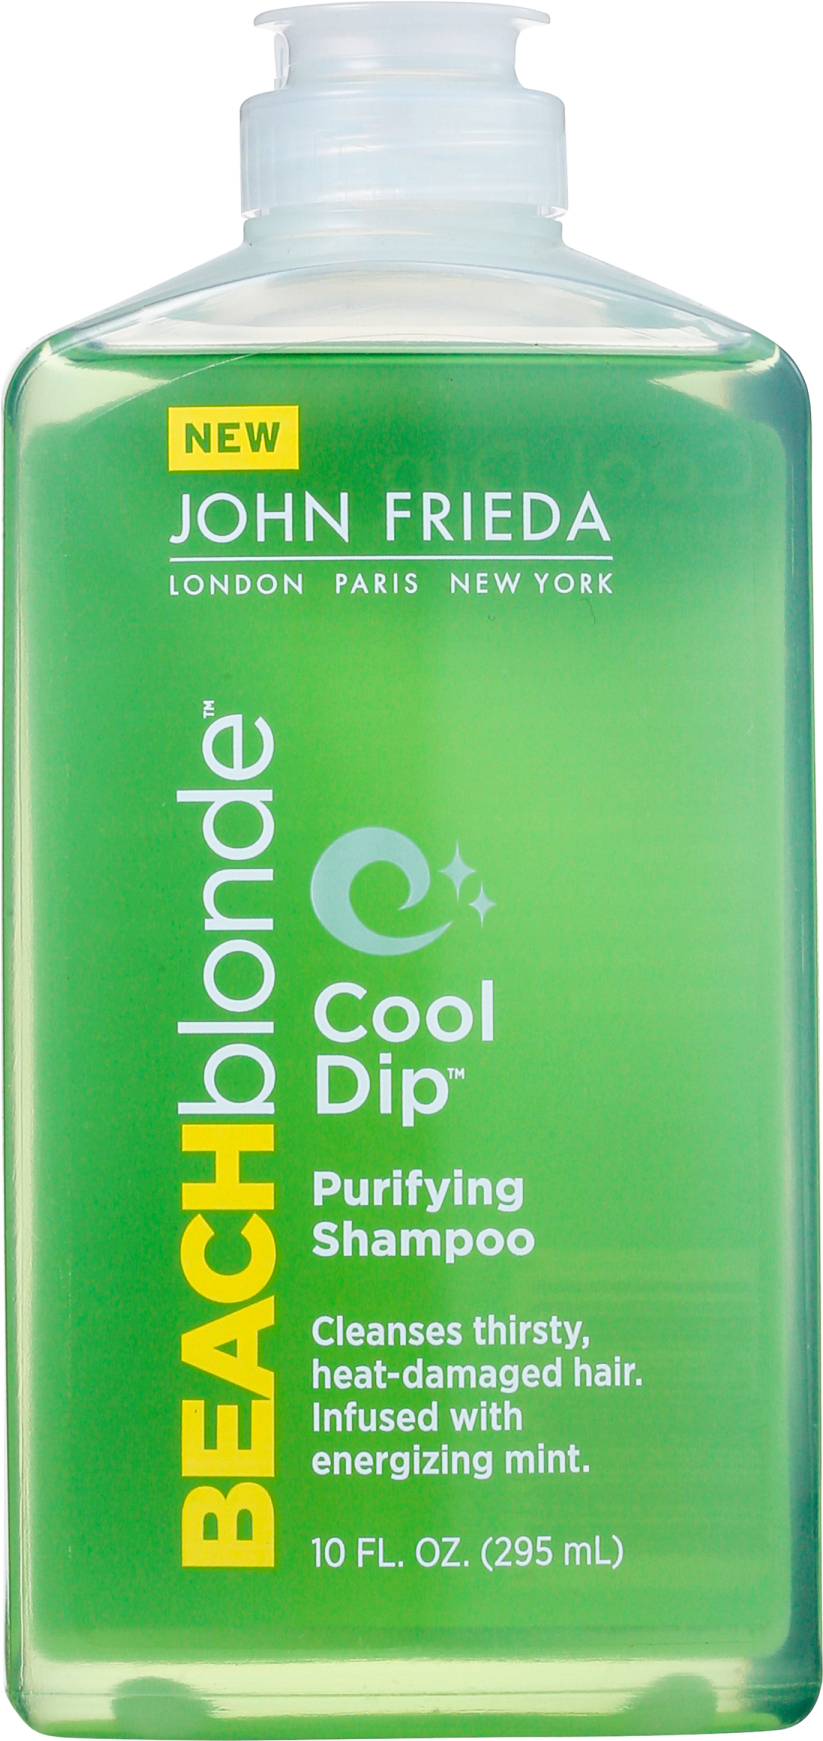 NEW
JOHN FRIEDA
LONDON PARIS NEW YORK
BEACHblonde™
Cool
Dip™
Purifying
Shampoo
Cleanses thirsty,
heat-damaged hair.
Infused with
energizing mint.
10 FL. OZ. (295 mL)